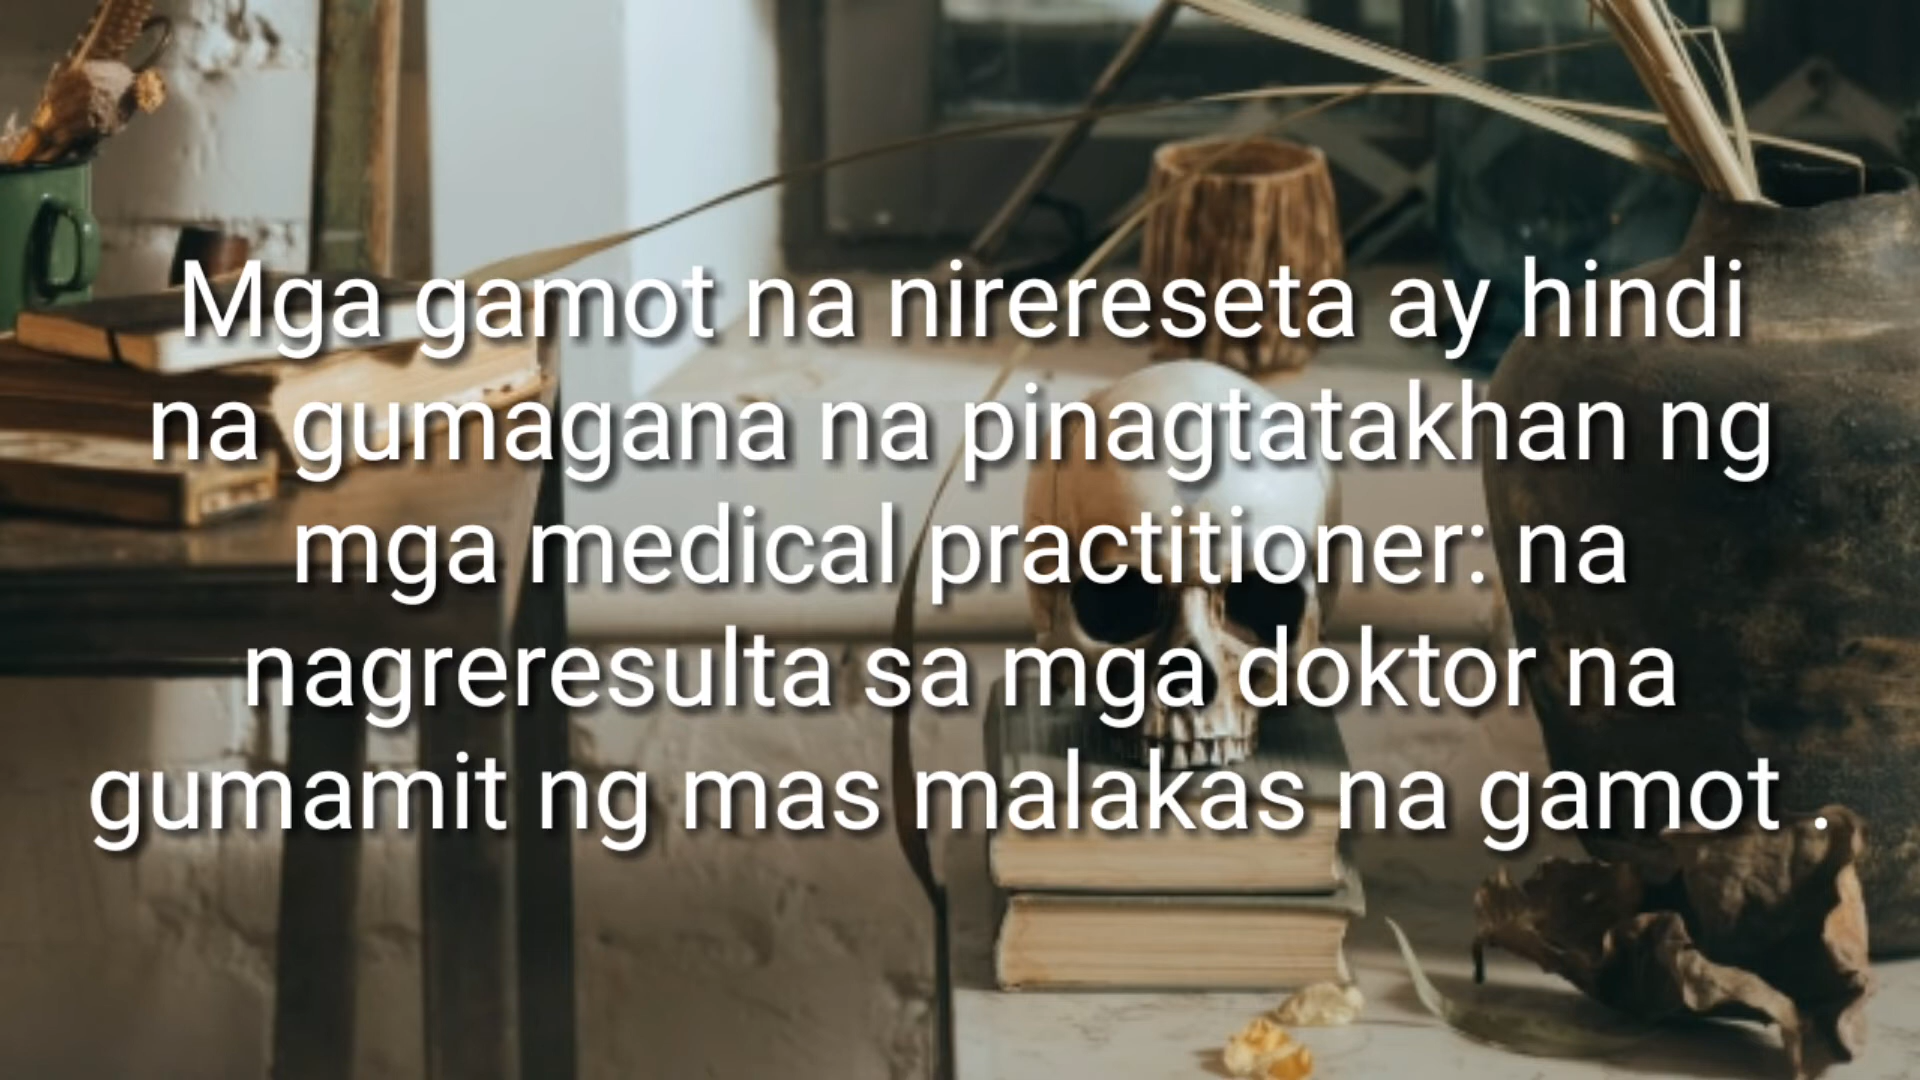 Mga gamot na nirereseta ay hindi
na gumagana na pinagtatakhan ng
mga medical practitioner: na
nagreresulta sa mga doktor na
gumamit ng mas malakas na gamot .